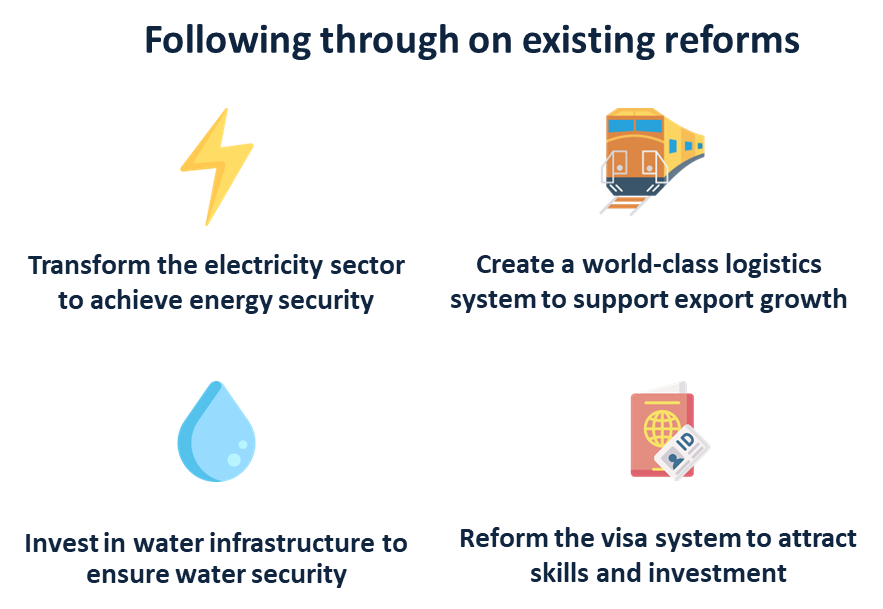 Following through on existing reforms
Transform the electricity sector
to achieve energy security
Create a world-class logistics
system to support export growth
ID
Invest in water infrastructure to
ensure water security
Reform the visa system to attract
skills and investment